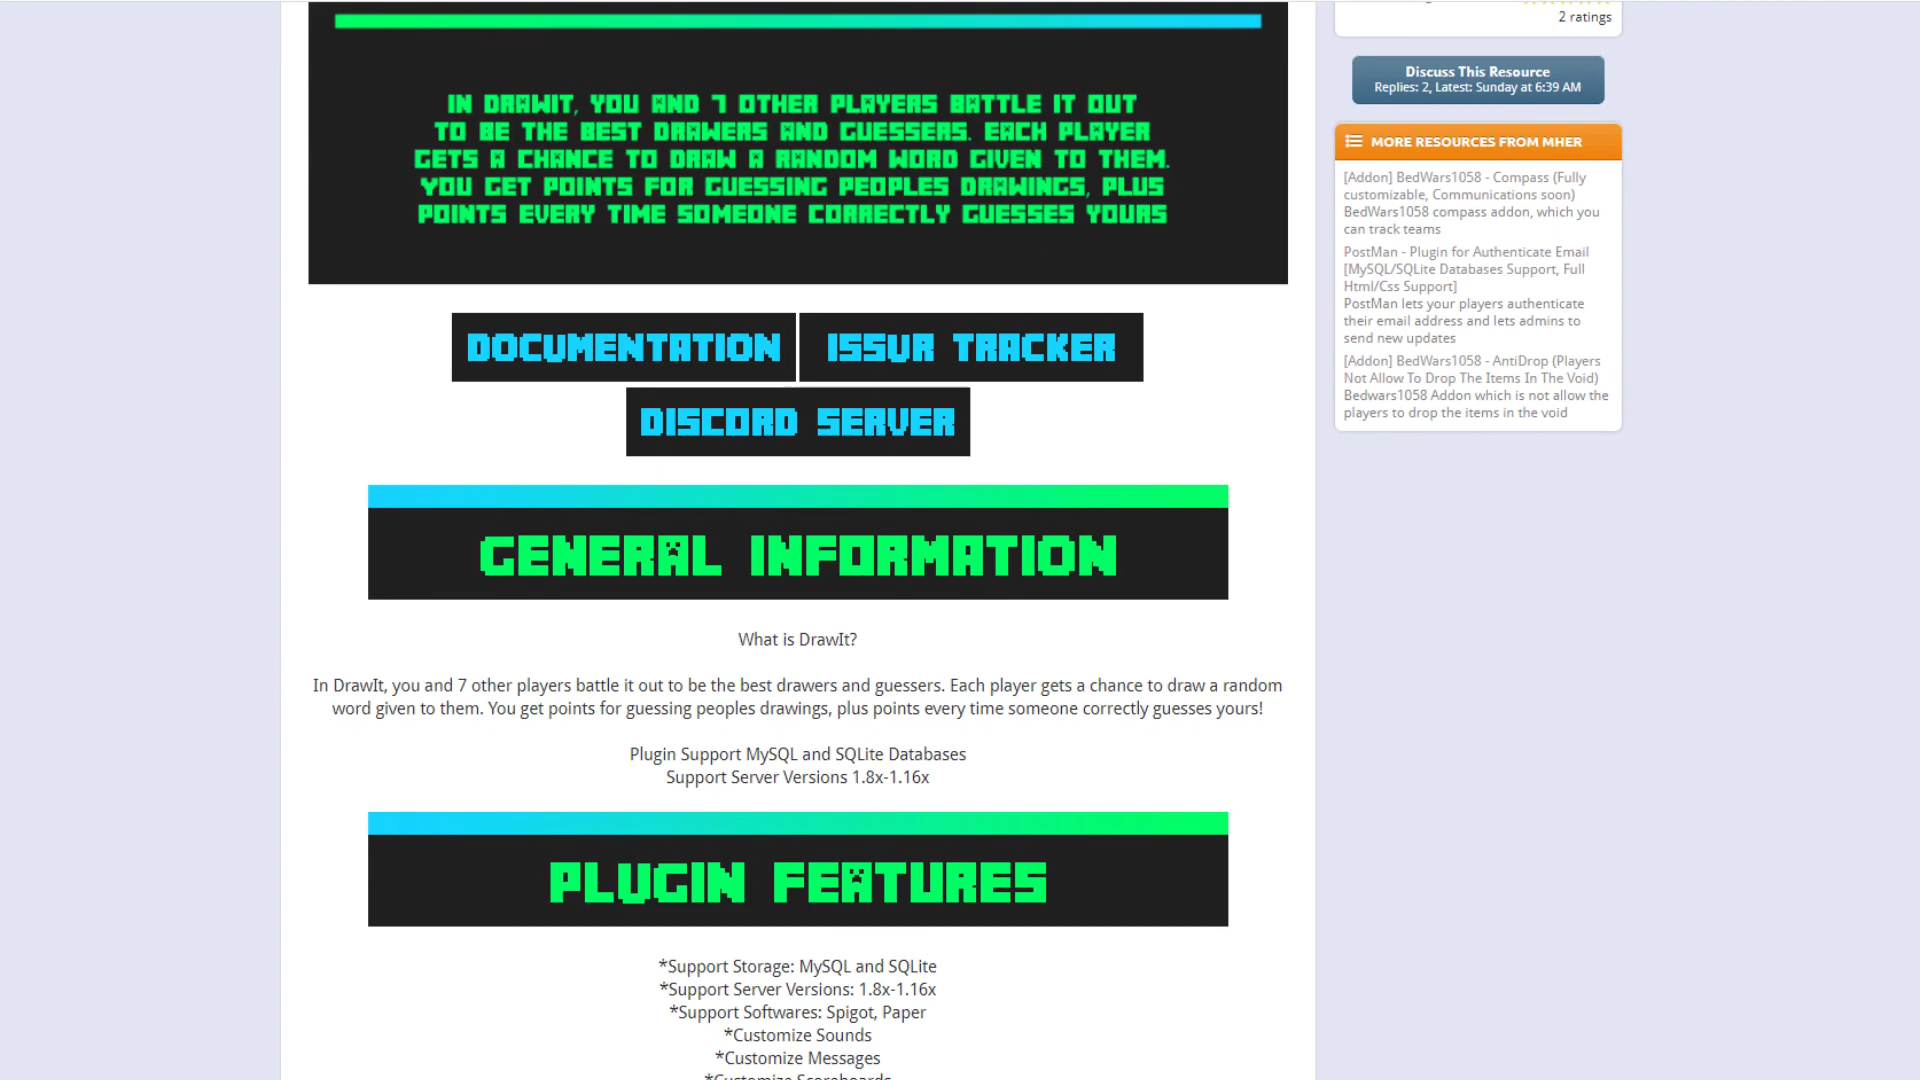 IN DRAWIT, YOU AND 7 OTHER PLAYERS BATTLE IT OUT
TO BE THE BEST DRAWERS AND GUESSERS. EACH PLAYER
GETS A CHANCE TO DRAW A RANDOM WORD GIVEN TO THEM.
YOU GET POINTS FOR GUESSING PEOPLES DRAWINGS, PLUS
POINTS EVERY TIME SOMEONE CORRECTLY GUESSES YOURS
DOCUMENTATION
ISSUR TRACKER
DISCORD SERVER
GENERAL INFORMATION
What is DrawIt?
In DrawIt, you and 7 other players battle it out to be the best drawers and guessers. Each player gets a chance to draw a random
word given to them. You get points for guessing peoples drawings, plus points every time someone correctly guesses yours!
Plugin Support MySQL and SQLite Databases
Support Server Versions 1.8x-1.16x
PLUGIN FEATURES
*Support Storage: MySQL and SQLite
*Support Server Versions: 1.8x-1.16x
*Support Softwares: Spigot, Paper
*Customize Sounds
*Customize Messages
*Customize Scoreboards
2 ratings
Discuss This Resource
Replies: 2, Latest: Sunday at 6:39 AM
MORE RESOURCES FROM MHER
[Addon] BedWars1058 - Compass (Fully
customizable, Communications soon)
BedWars1058 compass addon, which you
can track teams
PostMan - Plugin for Authenticate Email
[MySQL/SQLite Databases Support, Full
Html/Css Support]
PostMan lets your players authenticate
their email address and lets admins to
send new updates
[Addon] BedWars1058 - AntiDrop (Players
Not Allow To Drop The Items In The Void)
Bedwars1058 Addon which is not allow the
players to drop the items in the void